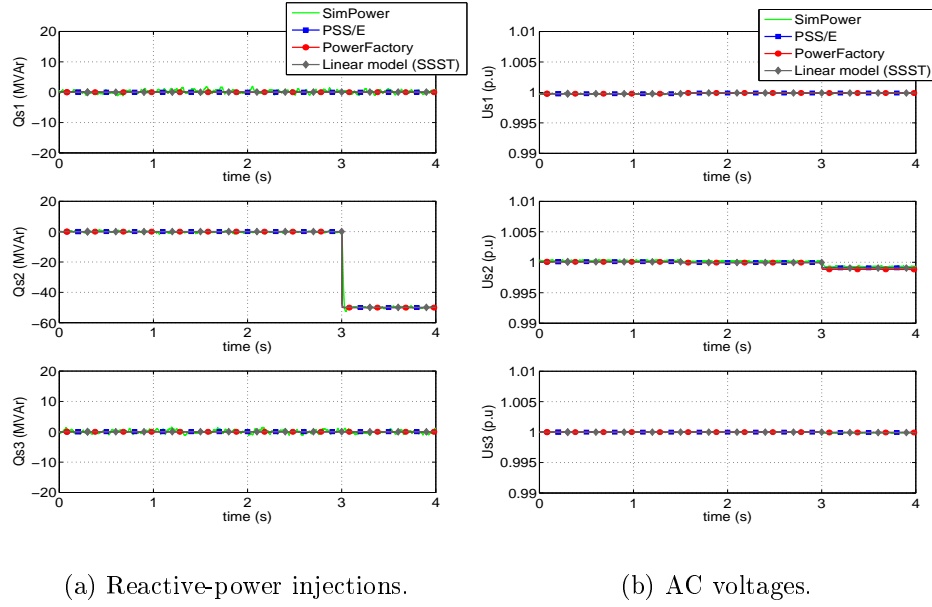 SimPower
PSS/E
PowerFactory
Linear model (SSST)
20
10
0
−10
−20
Qs1 (MVAr)
0 1 2 3 4
time (s)
20
0
−20
−40
−60
Qs2 (MVAr)
0 1 2 3 4
time (s)
20
10
0
−10
−20
Qs3 (MVAr)
0 1 2 3 4
time (s)
(a) Reactive-power injections.
SimPower
PSS/E
PowerFactory
Linear model (SSST)
1.01
1.005
1
0.995
0.99
Us1 (p.u)
0 1 2 3 4
time (s)
1.01
1.005
1
0.995
0.99
Us2 (p.u)
0 1 2 3 4
time (s)
1.01
1.005
1
0.995
0.99
Us3 (p.u)
0 1 2 3 4
time (s)
(b) AC voltages.